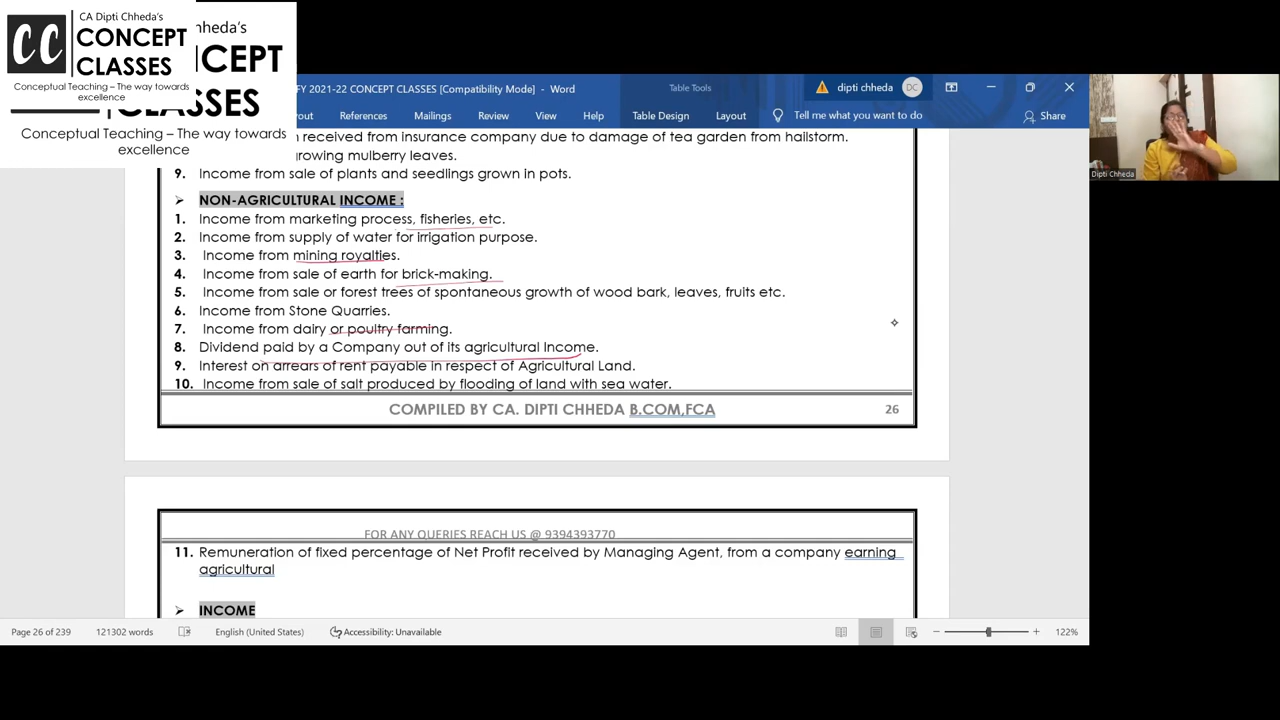 CA Dipti Chheda's
CONCEPT
CLASSES
Conceptual Teaching – The way towards
excellence
hheda's
NCEPT
CLASSES
Conceptual Teaching – The way towards
excellence
FY 2021-22 CONCEPT CLASSES [Compatibility Mode] - Word
Table Tools
dipti chheda
DC
References
Mailings
Review
View
Help
Table Design
Layout
Tell me what you want to do
Share
received from insurance company due to damage of tea garden from hailstorm.
rowing mulberry leaves.
9. Income from sale of plants and seedlings grown in pots.
➢ NON-AGRICULTURAL INCOME :
1. Income from marketing process, fisheries, etc.
2. Income from supply of water for irrigation purpose.
3. Income from mining royalties.
4. Income from sale of earth for brick-making.
5. Income from sale or forest trees of spontaneous growth of wood bark, leaves, fruits etc.
6. Income from Stone Quarries.
7. Income from dairy or poultry farming.
8. Dividend paid by a Company out of its agricultural Income.
9. Interest on arrears of rent payable in respect of Agricultural Land.
10. Income from sale of salt produced by flooding of land with sea water.
COMPILED BY CA. DIPTI CHHEDA B.COM,FCA
26
FOR ANY QUERIES REACH US @ 9394393770
11. Remuneration of fixed percentage of Net Profit received by Managing Agent, from a company earning
agricultural
➢ INCOME
Page 26 of 239
121302 words
English (United States)
Accessibility: Unavailable
122%
Dipti Chheda